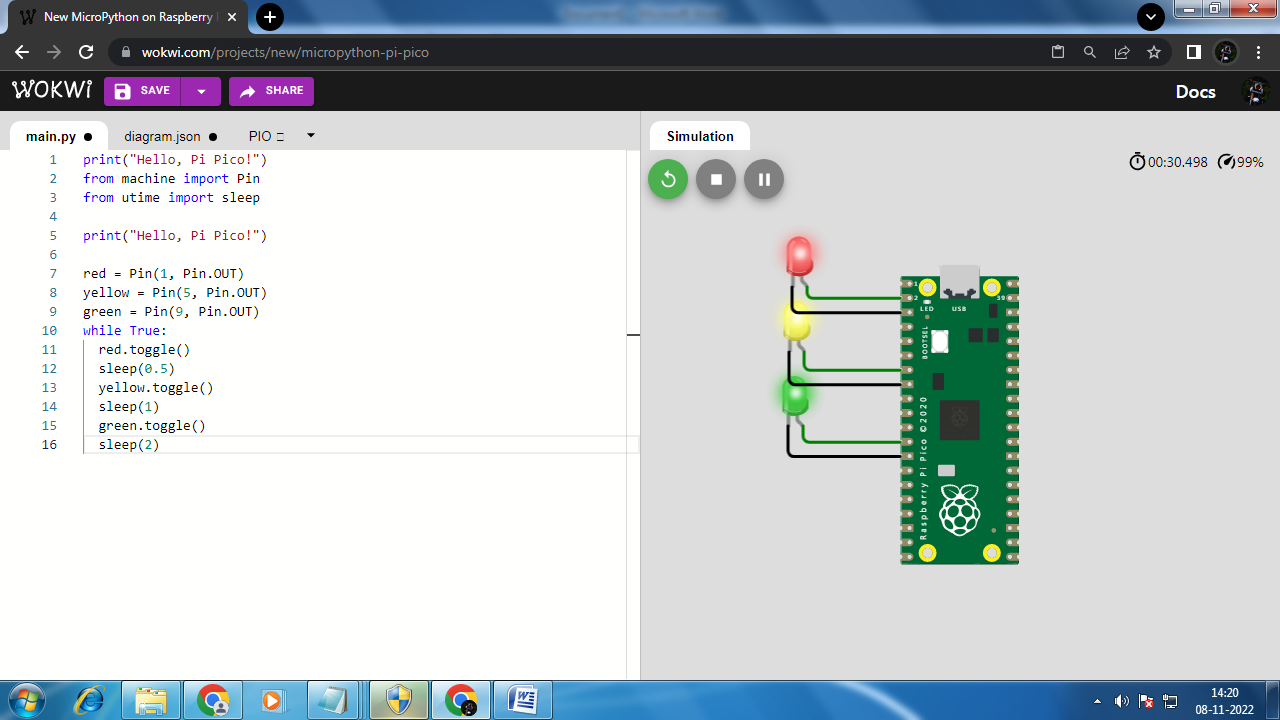 New MicroPython on Raspberry
wokwi.com/projects/new/micropython-pi-pico
WOKWI
SAVE
SHARE
Docs
main.py ●
diagram.json ●
PIO
Simulation
00:30.498
99%
1 print("Hello, Pi Pico!")
2 from machine import Pin
3 from utime import sleep
4
5 print("Hello, Pi Pico!")
6
7 red = Pin(1, Pin.OUT)
8 yellow = Pin(5, Pin.OUT)
9 green = Pin(9, Pin.OUT)
10 while True:
11 red.toggle()
12 sleep(0.5)
13 yellow.toggle()
14 sleep(1)
15 green.toggle()
16 sleep(2)
1
2
39
LED
USB
BOOTSEL
Raspberry Pi Pico ©2020
14:20
08-11-2022